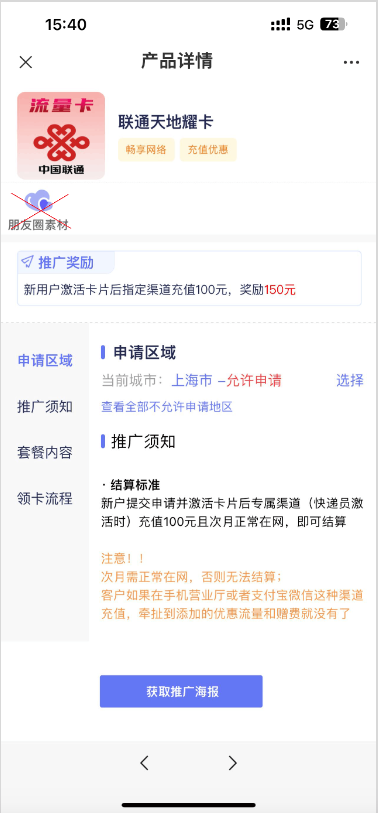 15:40
5G
73
产品详情
流量卡
中国联通
联通天地耀卡
畅享网络 充值优惠
朋友圈素材
推广奖励
新用户激活卡片后指定渠道充值100元，奖励150元
申请区域
推广须知
套餐内容
领卡流程
申请区域
当前城市：上海市 –允许申请 选择
查看全部不允许申请地区
推广须知
· 结算标准
新户提交申请并激活卡片后专属渠道（快递员激
活时）充值100元且次月正常在网，即可结算
注意！！
次月需正常在网，否则无法结算；
客户如果在手机营业厅或者支付宝微信这种渠道
充值，牵扯到添加的优惠流量和赠费就没有了
获取推广海报